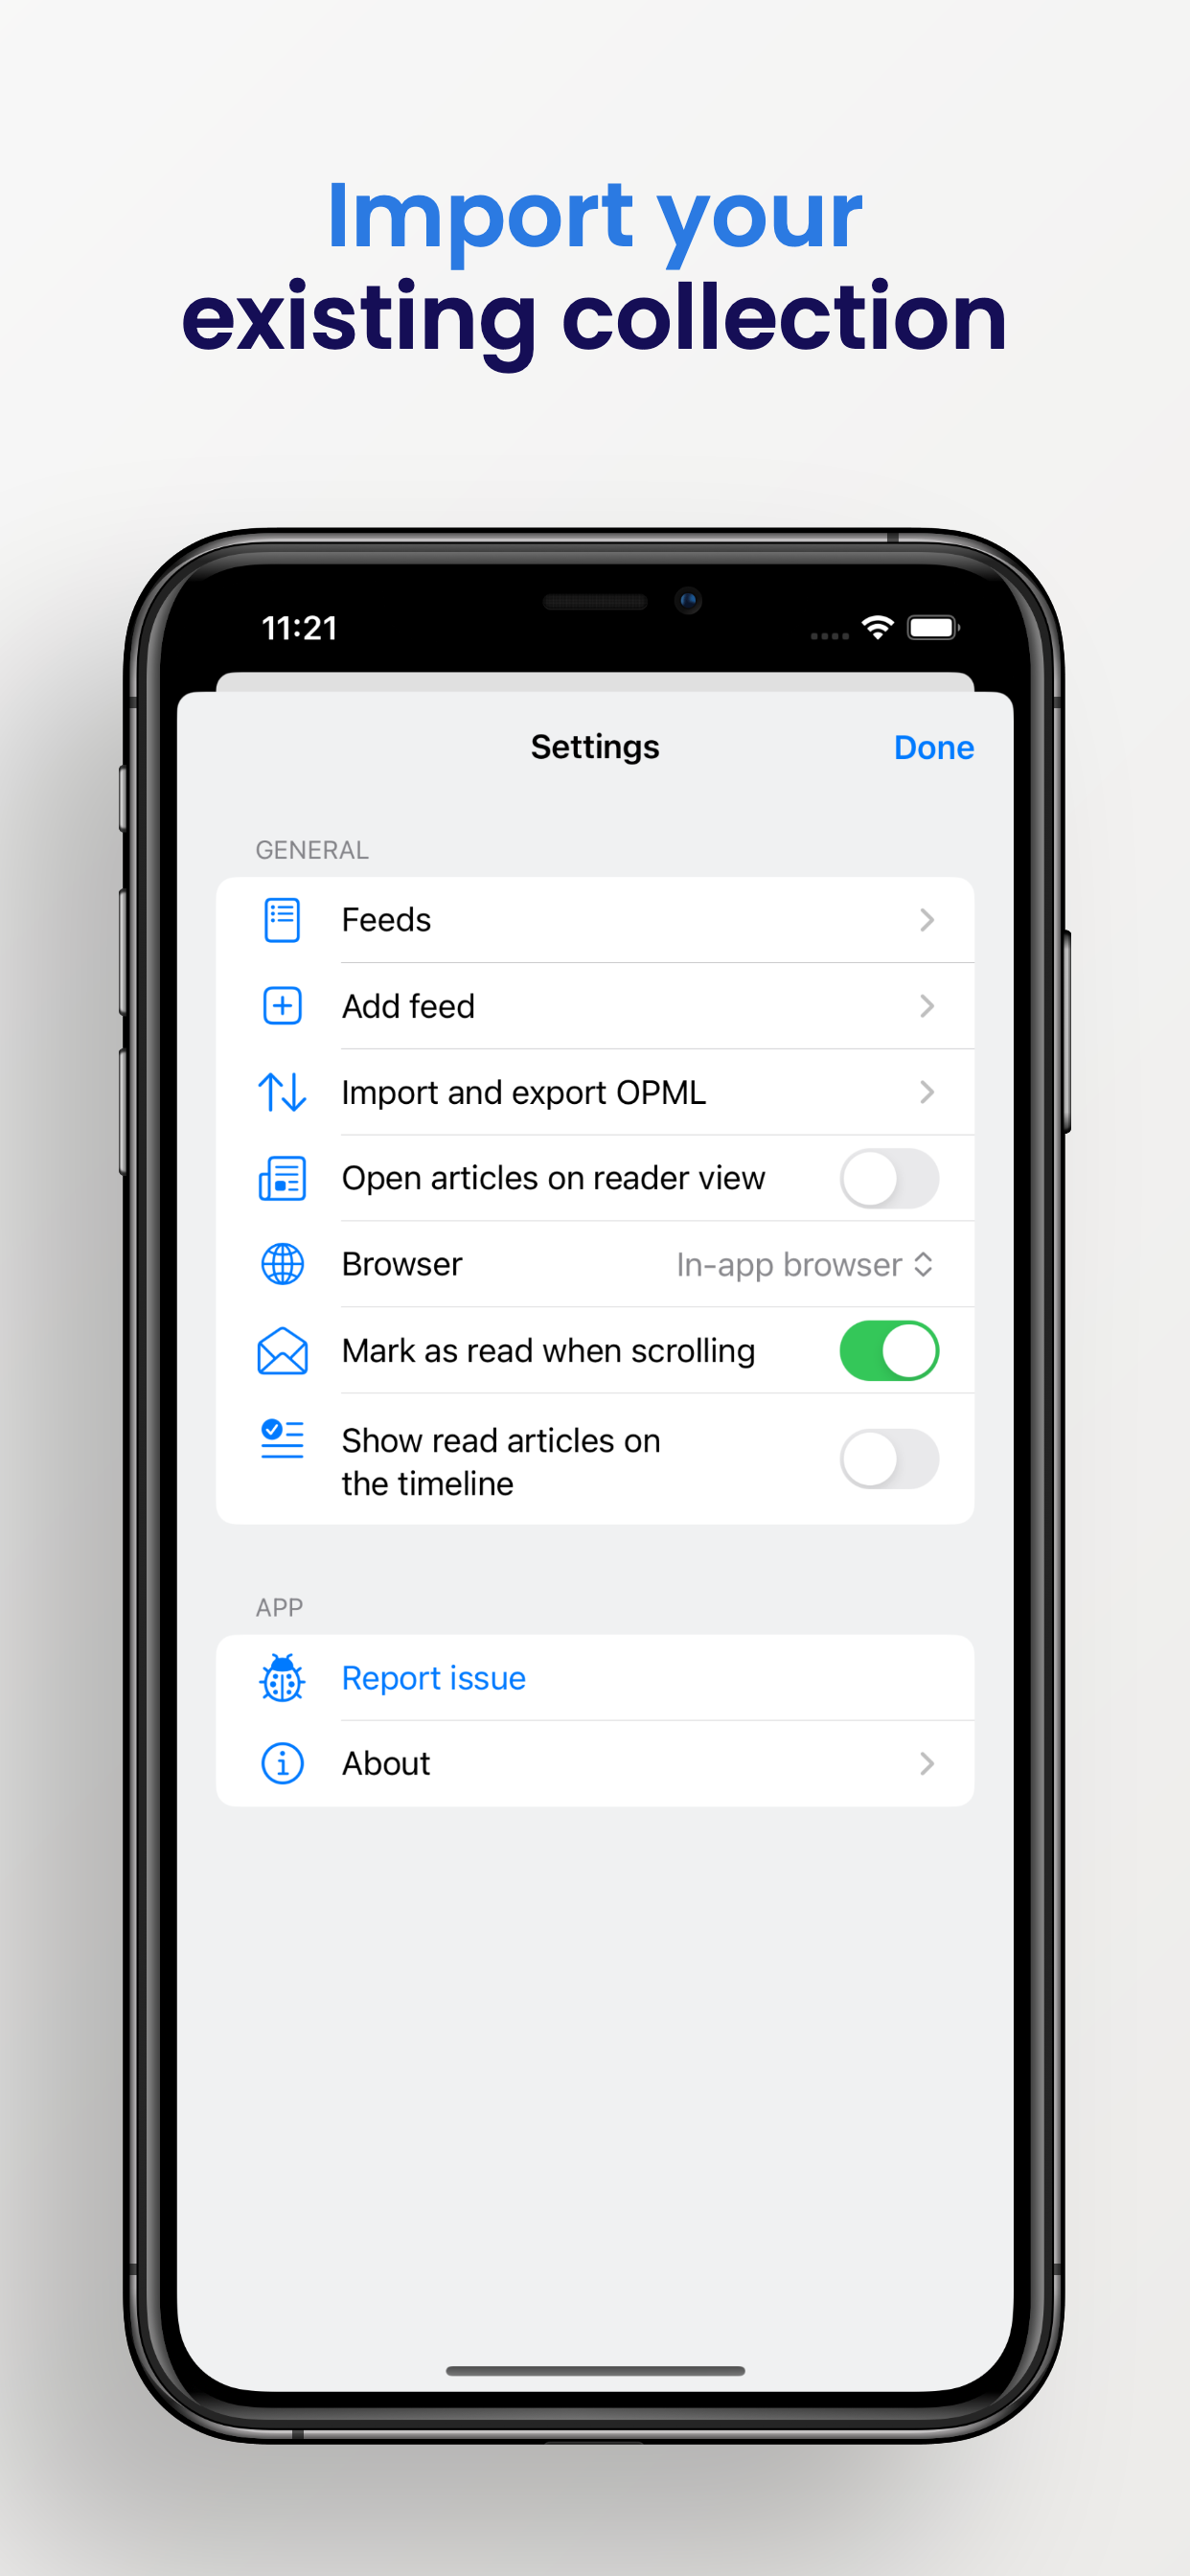 Import your
existing collection
11:21
Settings
Done
GENERAL
Feeds
Add feed
Import and export OPML
Open articles on reader view
Browser
In-app browser
Mark as read when scrolling
Show read articles on
the timeline
APP
Report issue
About